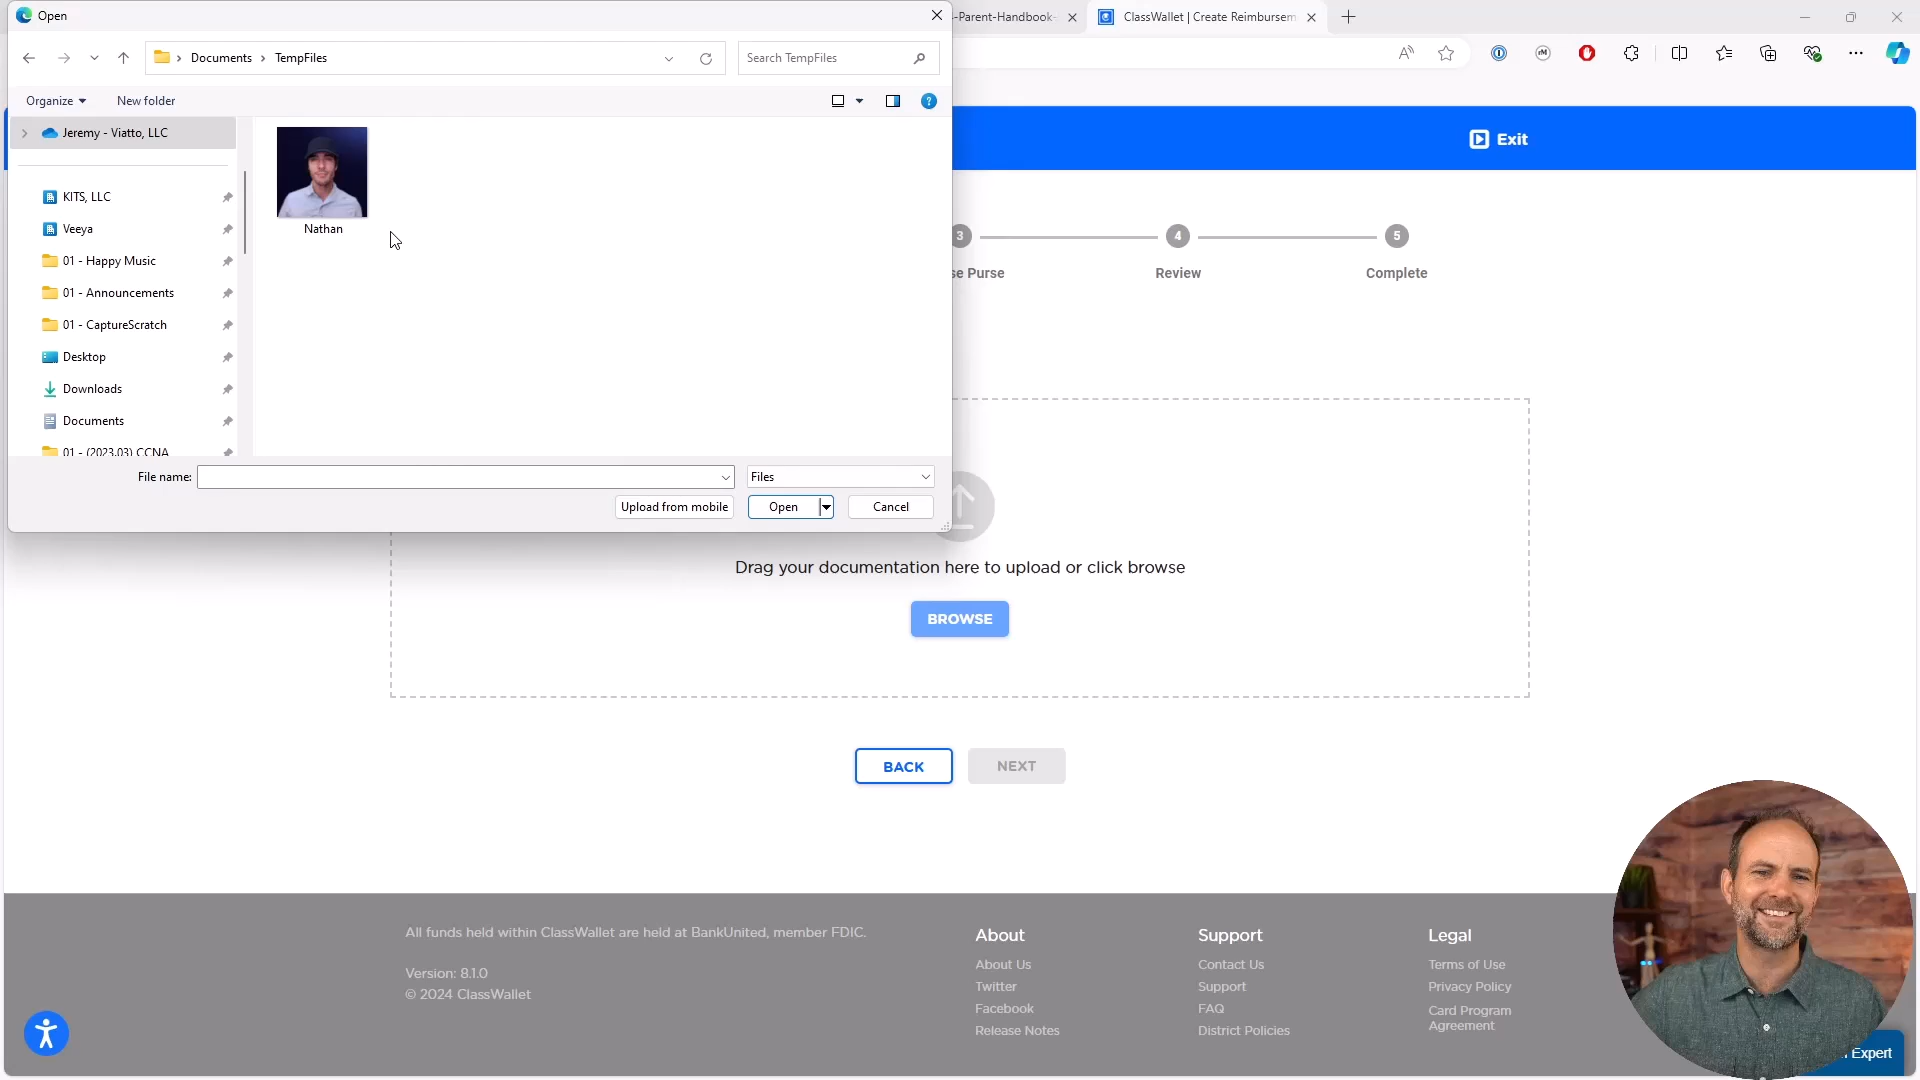 Open
-Parent-Handbook-
ClassWallet | Create Reimbursem
Documents > TempFiles
Search TempFiles
Organize
New folder
Jeremy - Viatto, LLC
KITS, LLC
Veeya
01 - Happy Music
01 - Announcements
01 - CaptureScratch
Desktop
Downloads
Documents
01 - (2023.03) CCNA
Nathan
File name:
Files
Upload from mobile
Open
Cancel
Exit
3
4
5
se Purse
Review
Complete
Drag your documentation here to upload or click browse
BROWSE
BACK
NEXT
All funds held within ClassWallet are held at BankUnited, member FDIC.
Version: 8.1.0
© 2024 ClassWallet
About
About Us
Twitter
Facebook
Release Notes
Support
Contact Us
Support
FAQ
District Policies
Legal
Terms of Use
Privacy Policy
Card Program
Agreement
Expert